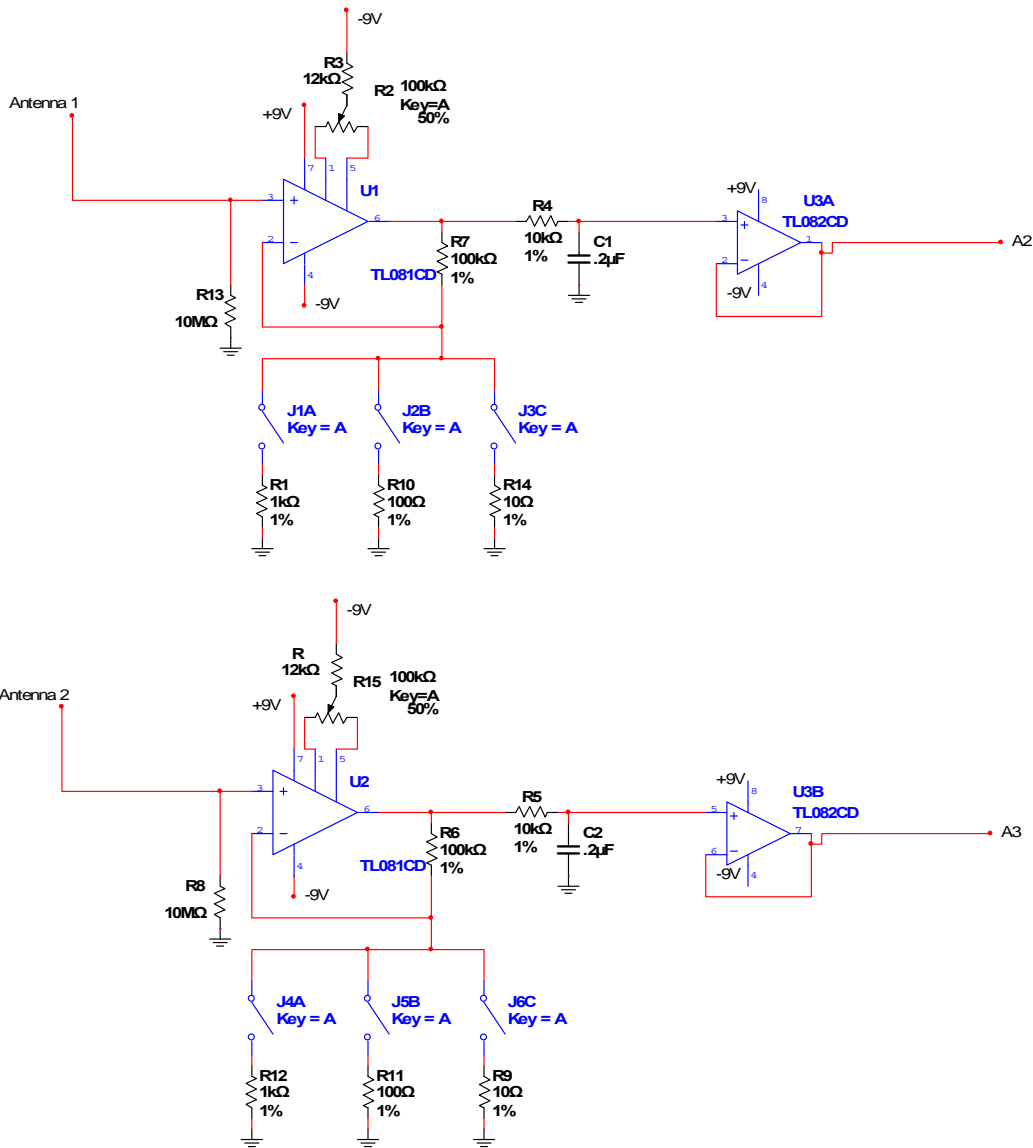 -9V
R3
12kΩ
R2 100kΩ
Key=A
50%
Antenna 1
+9V
1
5
7
U1
3
+
6
2
−
4
TL081CD
-9V
R13
10MΩ
R7
100kΩ
1%
R4
10kΩ
1%
C1
.2µF
+9V
8
U3A
TL082CD
3
+
1
2
−
-9V
4
A2
J1A
Key = A
J2B
Key = A
J3C
Key = A
R1
1kΩ
1%
R10
100Ω
1%
R14
10Ω
1%
-9V
R
12kΩ
R15 100kΩ
Key=A
50%
Antenna 2
+9V
1
5
7
U2
3
+
6
2
−
4
TL081CD
-9V
R8
10MΩ
R6
100kΩ
1%
R5
10kΩ
1%
C2
.2µF
+9V
8
U3B
TL082CD
5
+
7
6
−
-9V
4
A3
J4A
Key = A
J5B
Key = A
J6C
Key = A
R12
1kΩ
1%
R11
100Ω
1%
R9
10Ω
1%